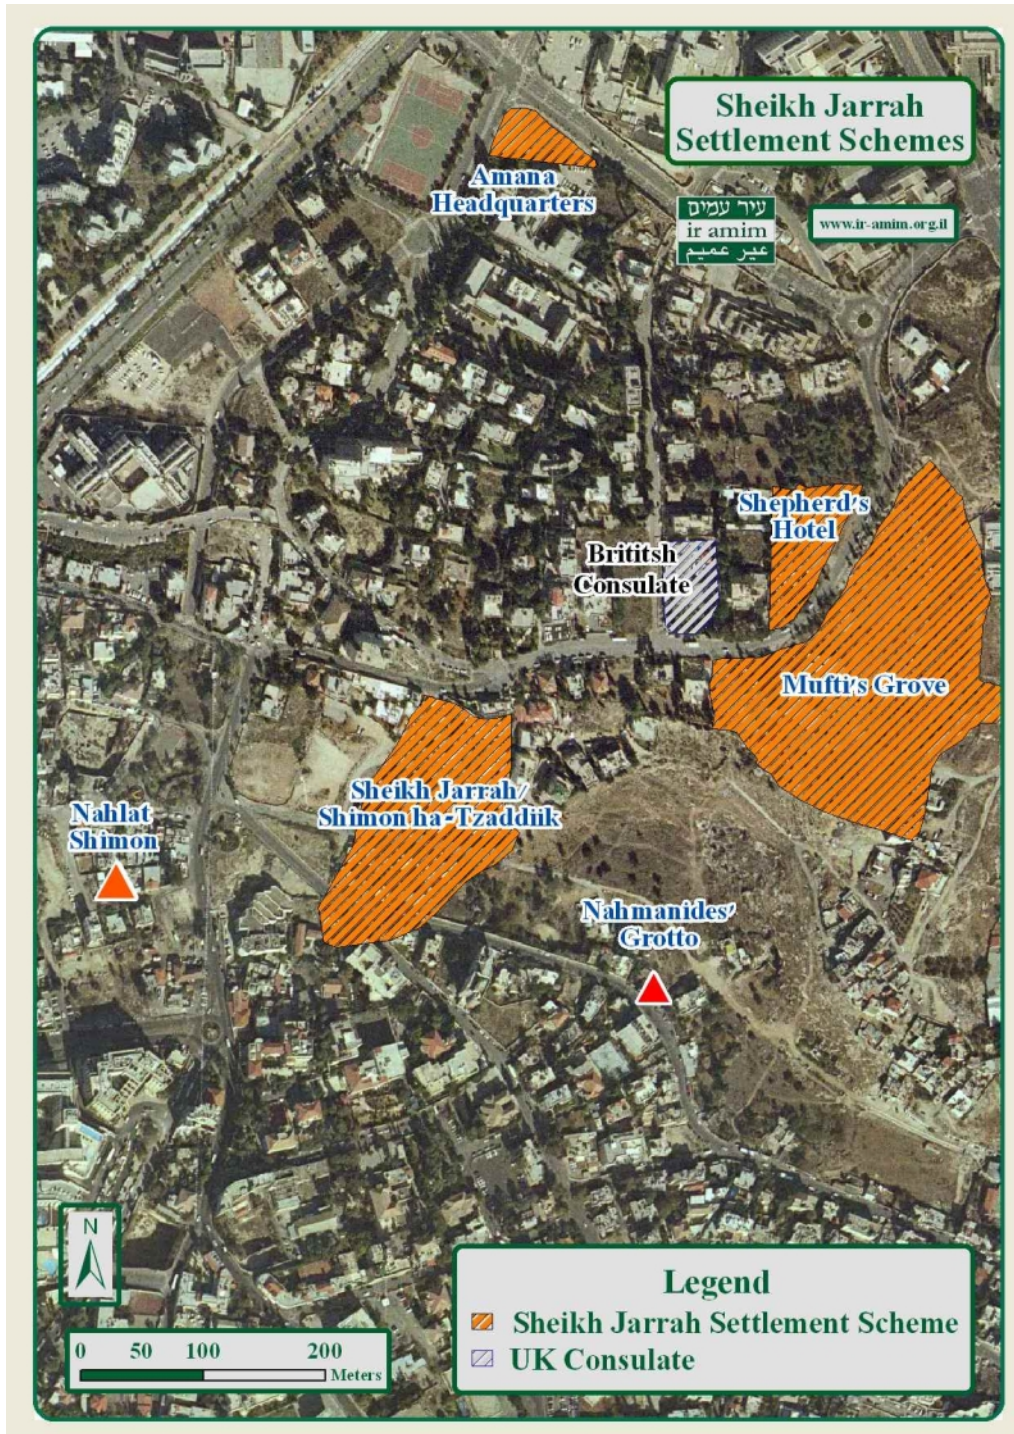 Sheikh Jarrah
Settlement Schemes
Amana
Headquarters
עיר עמים
ir amim
عير عميم
www.ir-amim.org.il
Shepherd's
Hotel
Brititsh
Consulate
Mufti's Grove
Sheikh Jarrah/
Shimon ha-Tzaddiik
Nahlat
Shimon
Nahmanides'
Grotto
N
Legend
Sheikh Jarrah Settlement Scheme
UK Consulate
0 50 100 200
Meters